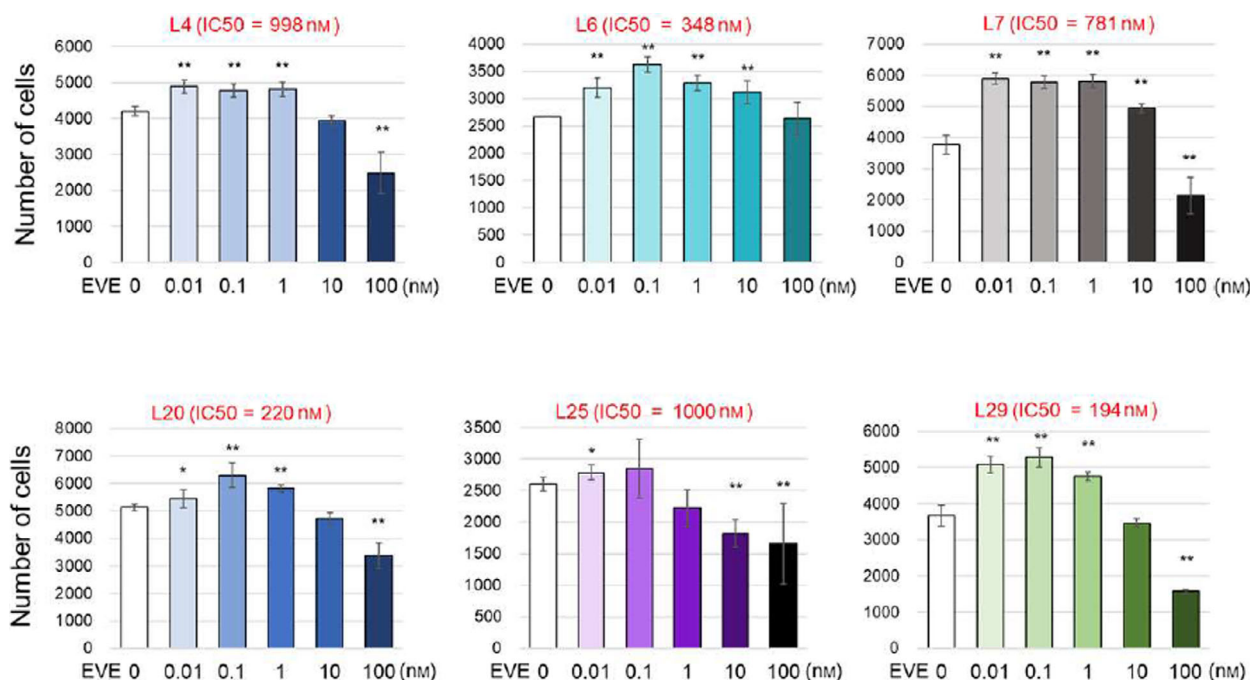 L4 (IC50 = 998 nM)
Number of cells
6000
5000
4000
3000
2000
1000
0
** ** **
**
EVE 0 0.01 0.1 1 10 100 (nM)
L6 (IC50 = 348 nM)
4000
3500
3000
2500
2000
1500
1000
500
0
** ** ** **
EVE 0 0.01 0.1 1 10 100 (nM)
L7 (IC50 = 781 nM)
7000
6000
5000
4000
3000
2000
1000
0
** ** ** **
**
EVE 0 0.01 0.1 1 10 100 (nM)
L20 (IC50 = 220 nM)
Number of cells
8000
7000
6000
5000
4000
3000
2000
1000
0
* ** **
**
EVE 0 0.01 0.1 1 10 100 (nM)
L25 (IC50 = 1000 nM)
3500
3000
2500
2000
1500
1000
500
0
*
** **
EVE 0 0.01 0.1 1 10 100 (nM)
L29 (IC50 = 194 nM)
6000
5000
4000
3000
2000
1000
0
** ** **
**
EVE 0 0.01 0.1 1 10 100 (nM)